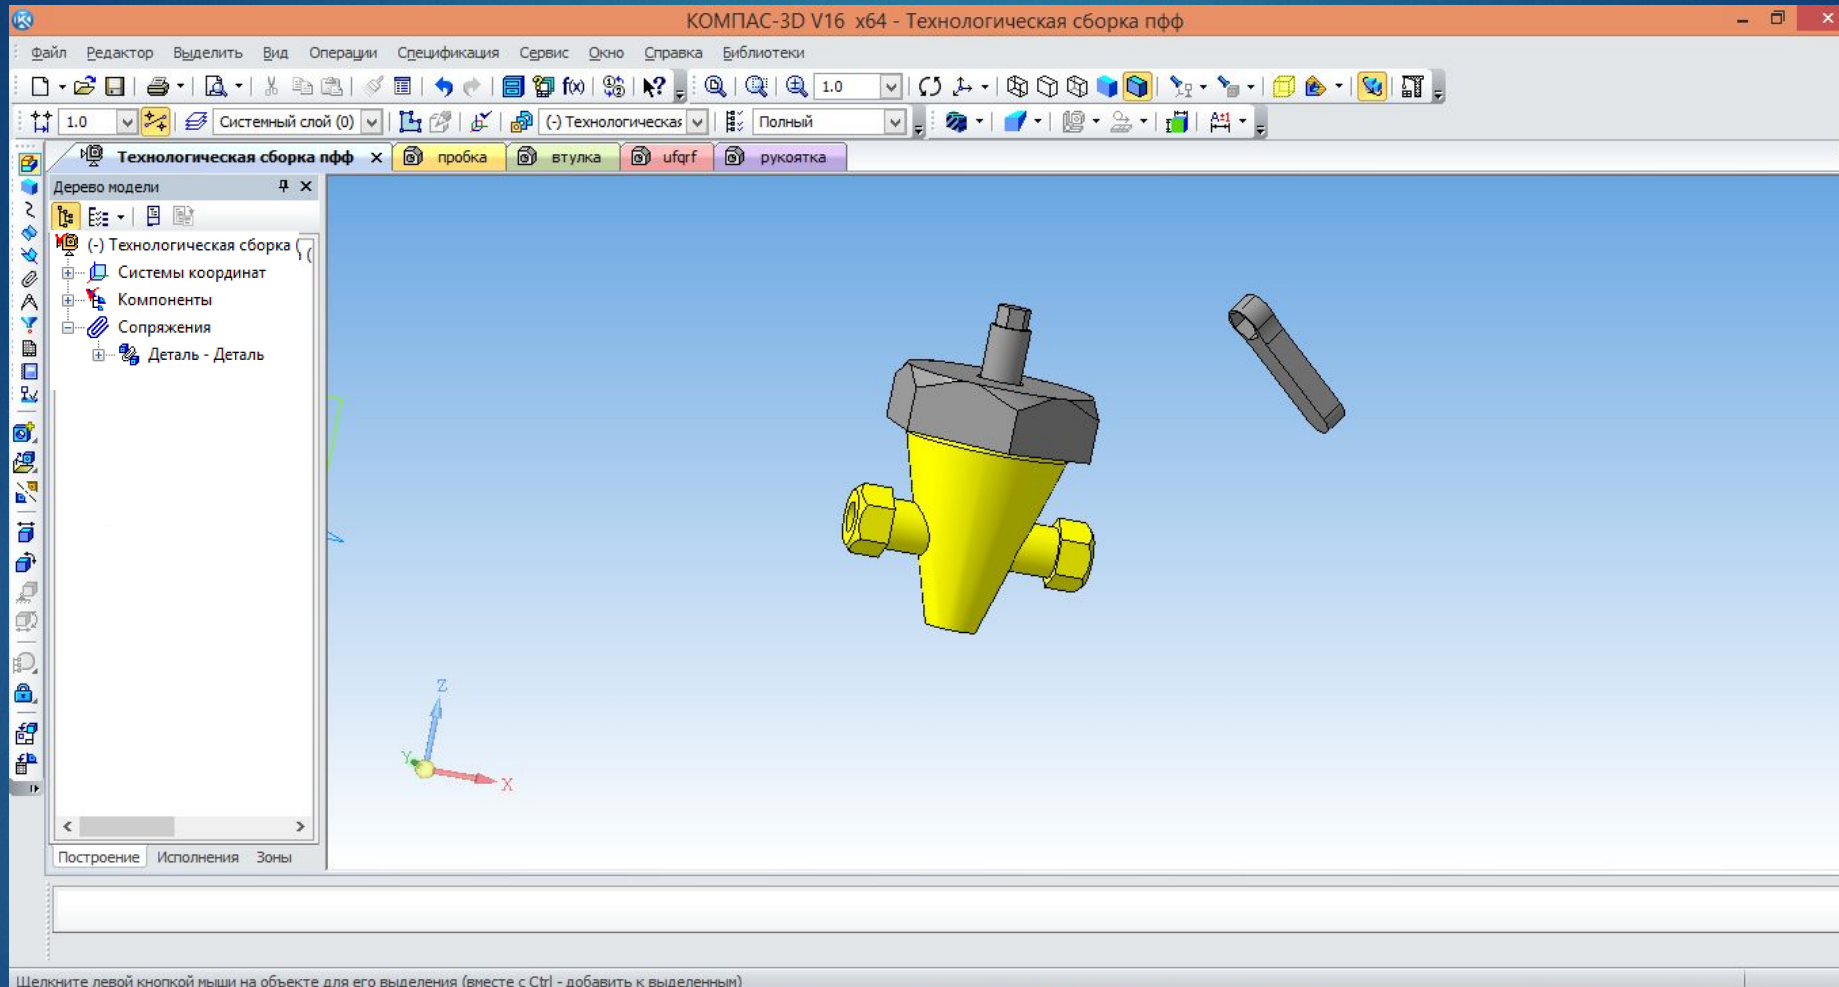 КОМПАС-3D V16 x64 - Технологическая сборка пфф
Файл Редактор Выделить Вид Операции Спецификация Сервис Окно Справка Библиотеки
1.0
1.0 Системный слой (0) (-) Технологическая Полный
Технологическая сборка пфф пробка втулка ufqrf рукоятка
Дерево модели
(-) Технологическая сборка (
Системы координат
Компоненты
Сопряжения
Деталь - Деталь
Z
Y
X
Построение Исполнения Зоны
Щелкните левой кнопкой мыши на объекте для его выделения (вместе с Ctrl - добавить к выделенным)